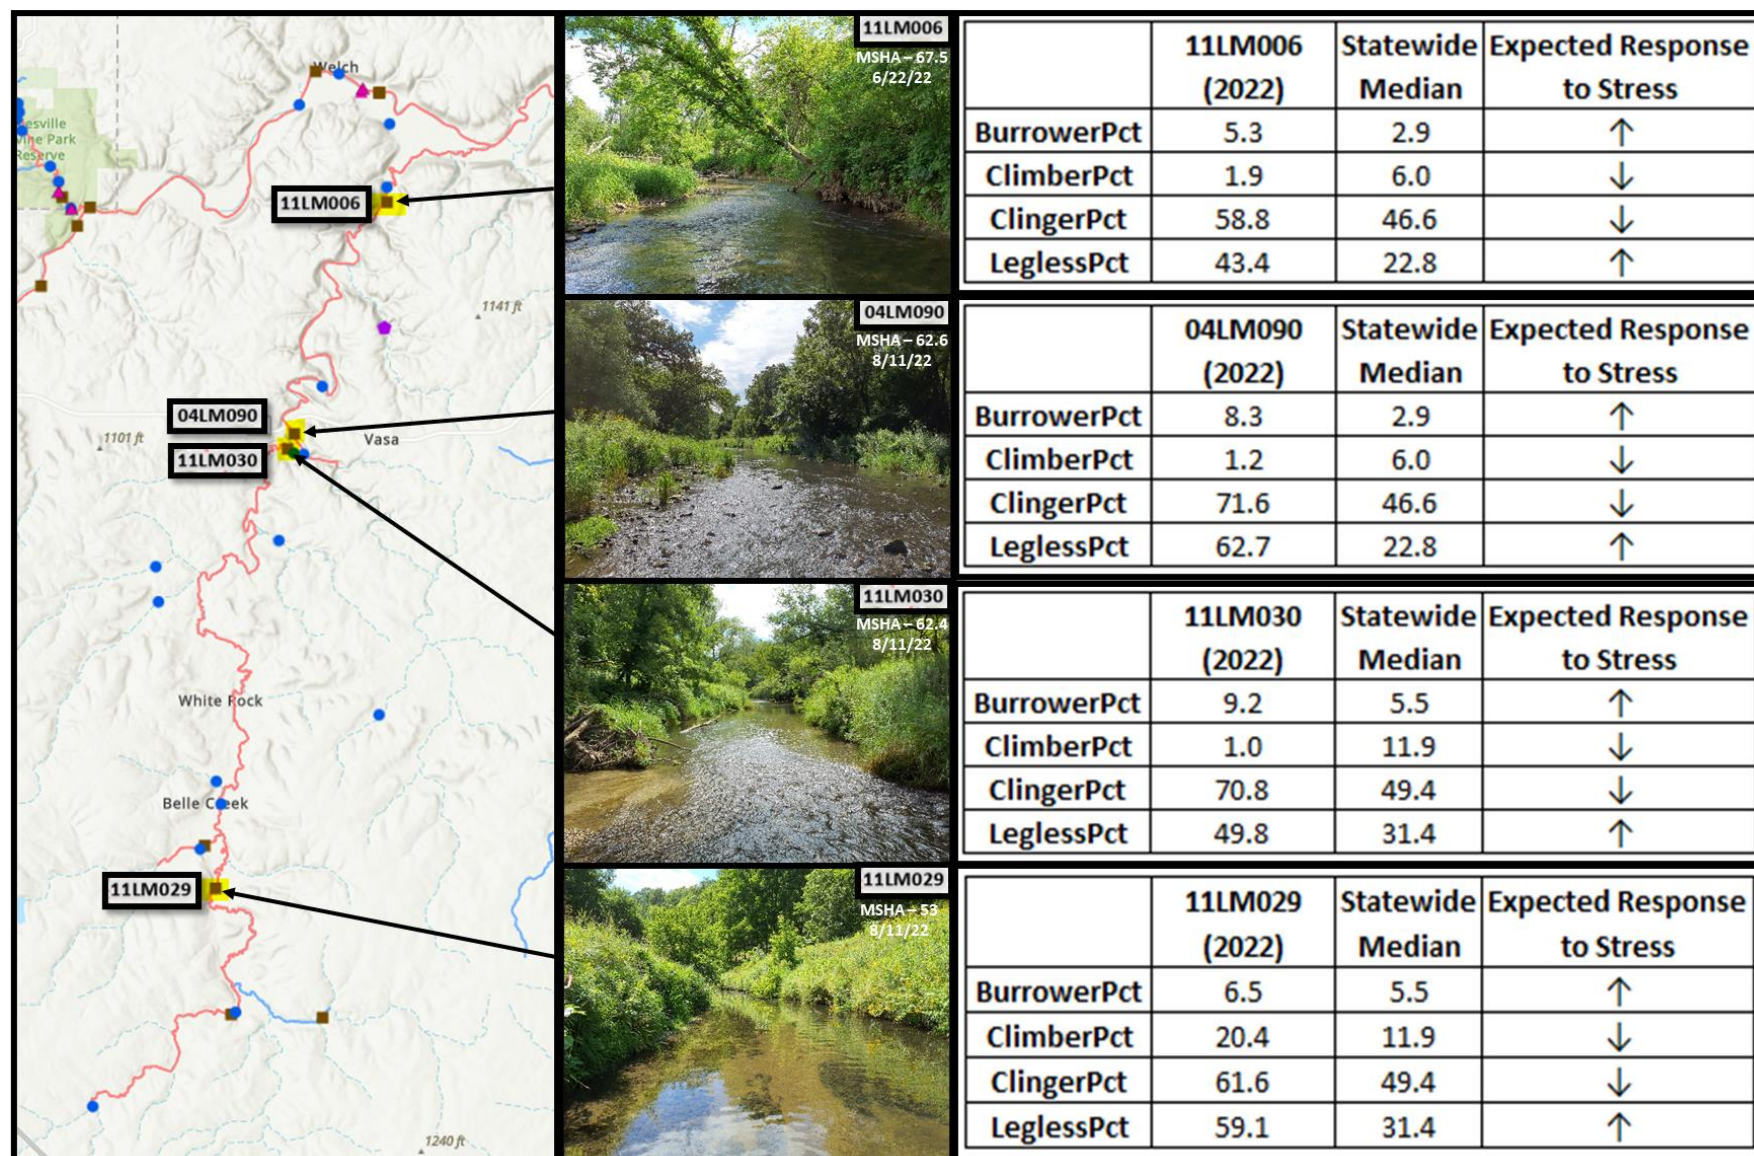 Welch
esville
vine Park
Reserve
11LM006
1141 ft
04LM090
1101 ft
Vasa
11LM030
White Rock
Belle Creek
11LM029
1240 ft
11LM006
MSHA – 67.5
6/22/22
04LM090
MSHA – 62.6
8/11/22
11LM030
MSHA – 62.4
8/11/22
11LM029
MSHA – 53
8/11/22
11LM006 Statewide Expected Response
(2022) Median to Stress
BurrowerPct 5.3 2.9 ↑
ClimberPct 1.9 6.0 ↓
ClingerPct 58.8 46.6 ↓
LeglessPct 43.4 22.8 ↑
04LM090 Statewide Expected Response
(2022) Median to Stress
BurrowerPct 8.3 2.9 ↑
ClimberPct 1.2 6.0 ↓
ClingerPct 71.6 46.6 ↓
LeglessPct 62.7 22.8 ↑
11LM030 Statewide Expected Response
(2022) Median to Stress
BurrowerPct 9.2 5.5 ↑
ClimberPct 1.0 11.9 ↓
ClingerPct 70.8 49.4 ↓
LeglessPct 49.8 31.4 ↑
11LM029 Statewide Expected Response
(2022) Median to Stress
BurrowerPct 6.5 5.5 ↑
ClimberPct 20.4 11.9 ↓
ClingerPct 61.6 49.4 ↓
LeglessPct 59.1 31.4 ↑